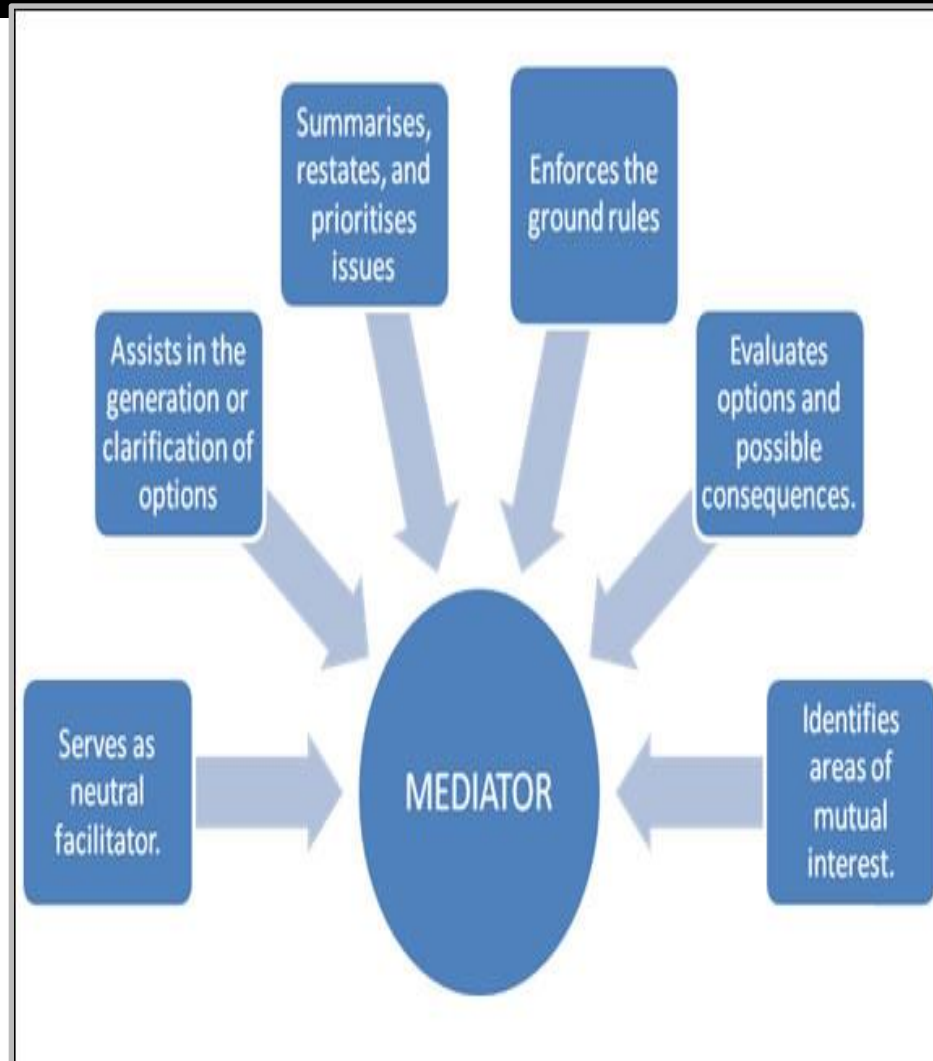 Summarises,
restates, and
prioritises
issues
Enforces the
ground rules
Assists in the
generation or
clarification of
options
Evaluates
options and
possible
consequences.
Serves as
neutral
facilitator.
MEDIATOR
Identifies
areas of
mutual
interest.